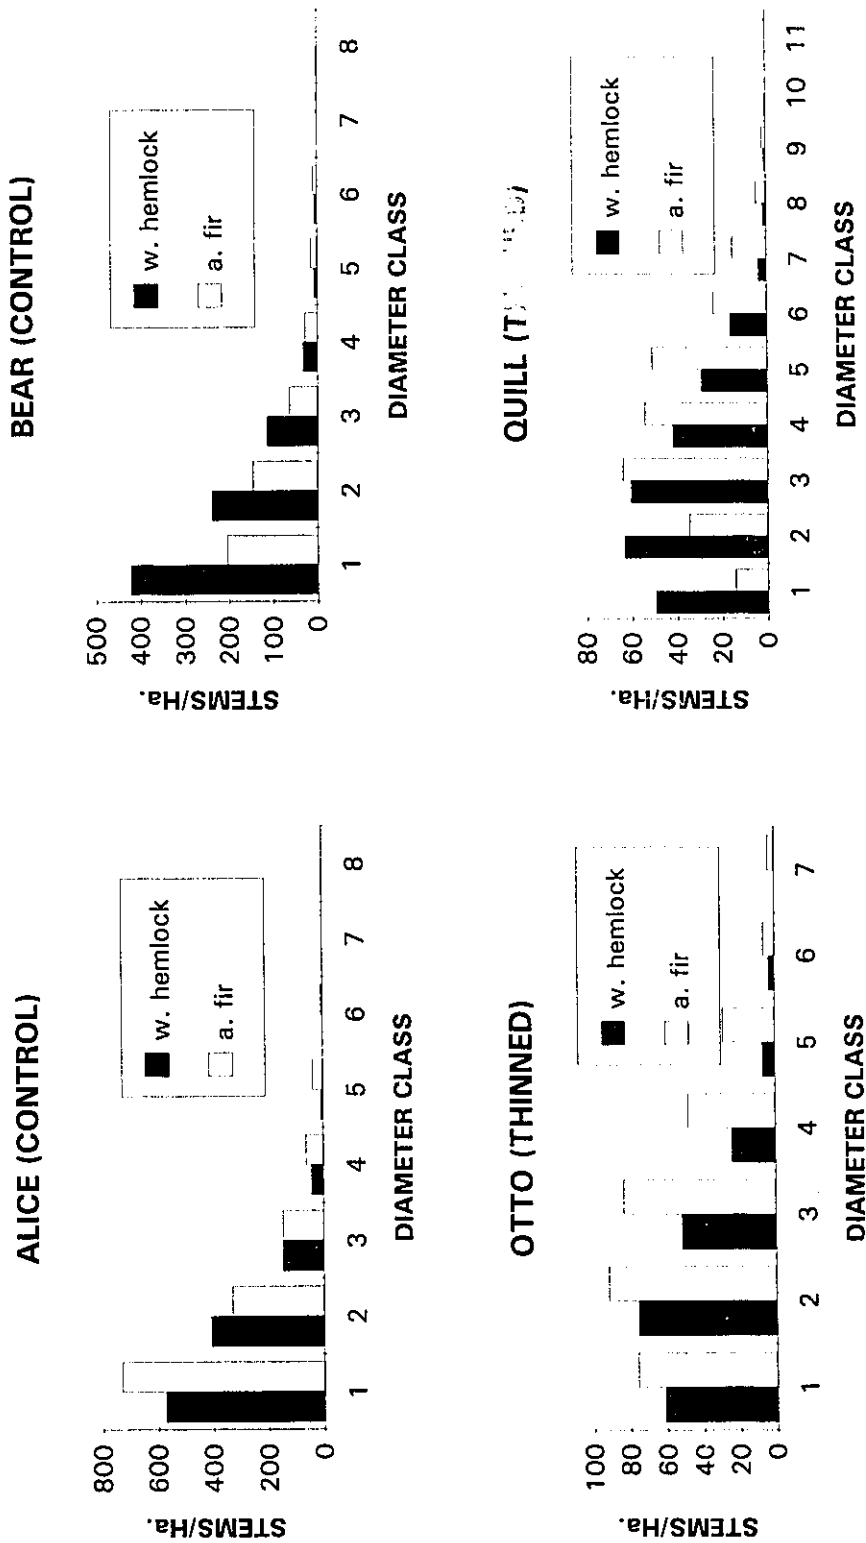 ALICE (CONTROL)
STEMS/Ha.
800
600
400
200
0
w. hemlock
a. fir
1 2 3 4 5 6 7 8
DIAMETER CLASS
BEAR (CONTROL)
STEMS/Ha.
500
400
300
200
100
0
w. hemlock
a. fir
1 2 3 4 5 6 7 8
DIAMETER CLASS
OTTO (THINNED)
STEMS/Ha.
100
80
60
40
20
0
w. hemlock
a. fir
1 2 3 4 5 6 7
DIAMETER CLASS
QUILL
STEMS/Ha.
80
60
40
20
0
w. hemlock
a. fir
1 2 3 4 5 6 7 8 9 10 11
DIAMETER CLASS